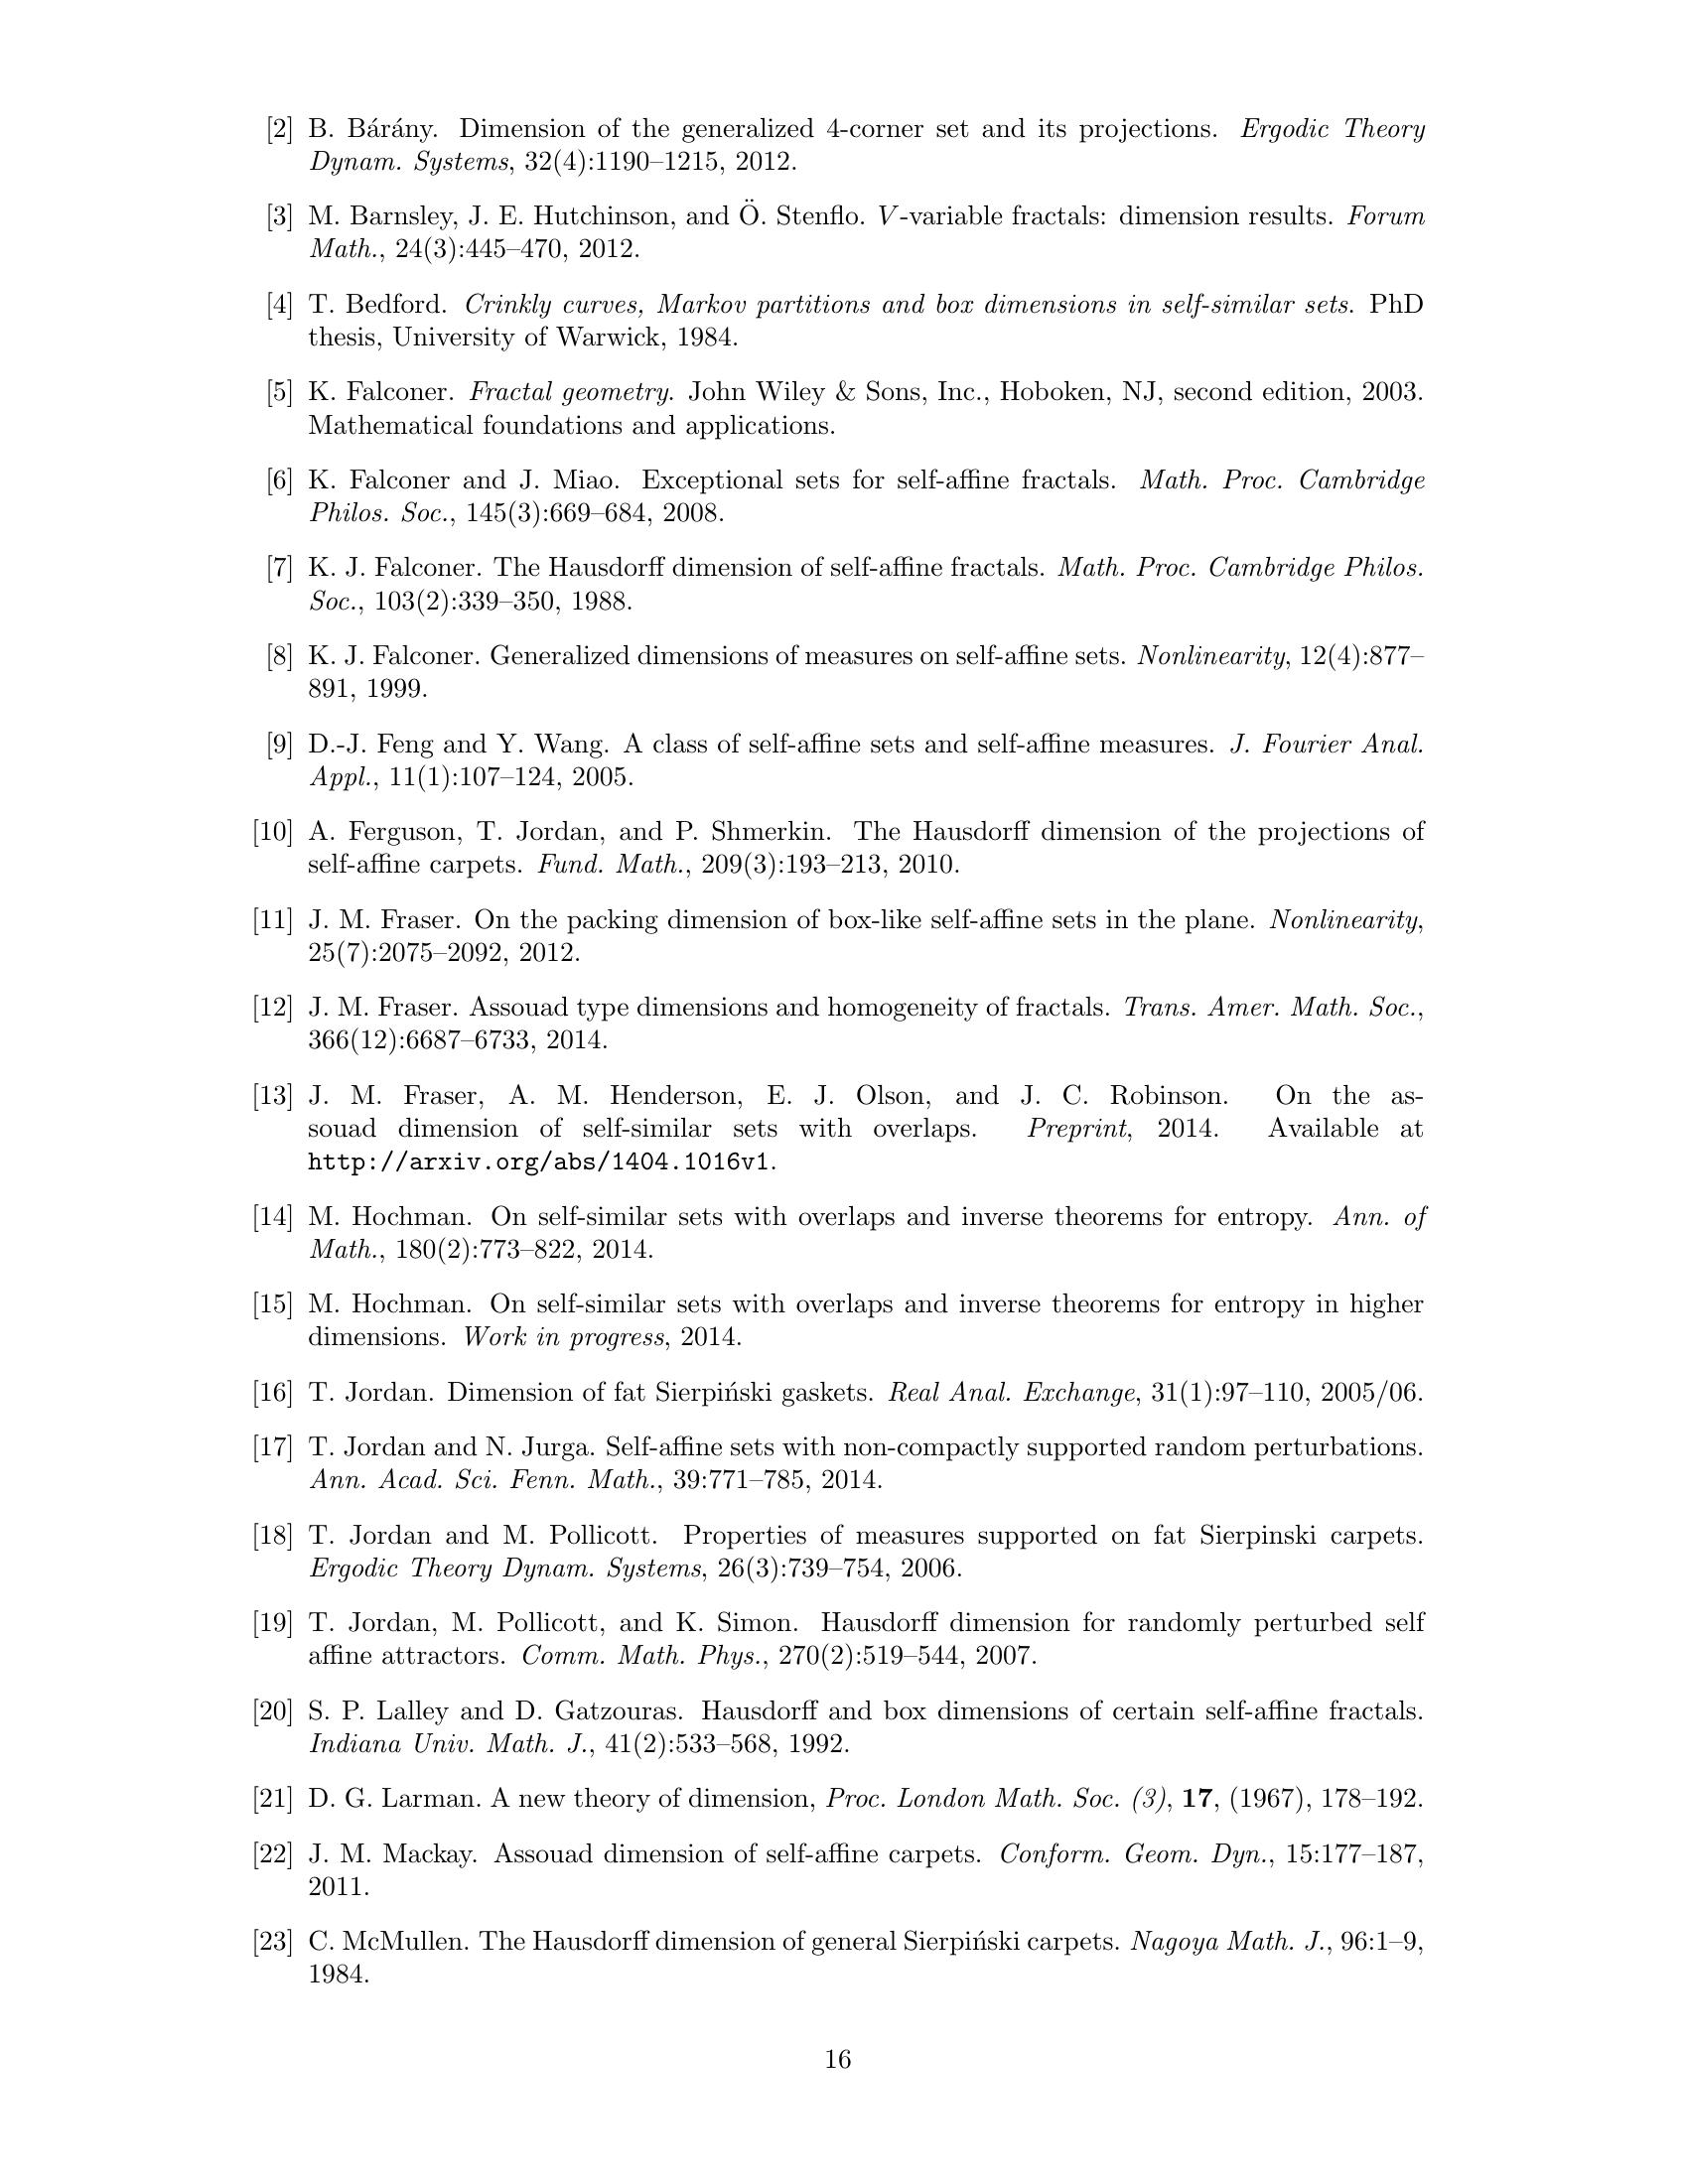 [2] B. Bárány. Dimension of the generalized 4-corner set and its projections. Ergodic Theory
Dynam. Systems, 32(4):1190–1215, 2012.
[3] M. Barnsley, J. E. Hutchinson, and Ö. Stenflo. V-variable fractals: dimension results. Forum
Math., 24(3):445–470, 2012.
[4] T. Bedford. Crinkly curves, Markov partitions and box dimensions in self-similar sets. PhD
thesis, University of Warwick, 1984.
[5] K. Falconer. Fractal geometry. John Wiley & Sons, Inc., Hoboken, NJ, second edition, 2003.
Mathematical foundations and applications.
[6] K. Falconer and J. Miao. Exceptional sets for self-affine fractals. Math. Proc. Cambridge
Philos. Soc., 145(3):669–684, 2008.
[7] K. J. Falconer. The Hausdorff dimension of self-affine fractals. Math. Proc. Cambridge Philos.
Soc., 103(2):339–350, 1988.
[8] K. J. Falconer. Generalized dimensions of measures on self-affine sets. Nonlinearity, 12(4):877–
891, 1999.
[9] D.-J. Feng and Y. Wang. A class of self-affine sets and self-affine measures. J. Fourier Anal.
Appl., 11(1):107–124, 2005.
[10] A. Ferguson, T. Jordan, and P. Shmerkin. The Hausdorff dimension of the projections of
self-affine carpets. Fund. Math., 209(3):193–213, 2010.
[11] J. M. Fraser. On the packing dimension of box-like self-affine sets in the plane. Nonlinearity,
25(7):2075–2092, 2012.
[12] J. M. Fraser. Assouad type dimensions and homogeneity of fractals. Trans. Amer. Math. Soc.,
366(12):6687–6733, 2014.
[13] J. M. Fraser, A. M. Henderson, E. J. Olson, and J. C. Robinson. On the as-
souad dimension of self-similar sets with overlaps. Preprint, 2014. Available at
http://arxiv.org/abs/1404.1016v1.
[14] M. Hochman. On self-similar sets with overlaps and inverse theorems for entropy. Ann. of
Math., 180(2):773–822, 2014.
[15] M. Hochman. On self-similar sets with overlaps and inverse theorems for entropy in higher
dimensions. Work in progress, 2014.
[16] T. Jordan. Dimension of fat Sierpiński gaskets. Real Anal. Exchange, 31(1):97–110, 2005/06.
[17] T. Jordan and N. Jurga. Self-affine sets with non-compactly supported random perturbations.
Ann. Acad. Sci. Fenn. Math., 39:771–785, 2014.
[18] T. Jordan and M. Pollicott. Properties of measures supported on fat Sierpinski carpets.
Ergodic Theory Dynam. Systems, 26(3):739–754, 2006.
[19] T. Jordan, M. Pollicott, and K. Simon. Hausdorff dimension for randomly perturbed self
affine attractors. Comm. Math. Phys., 270(2):519–544, 2007.
[20] S. P. Lalley and D. Gatzouras. Hausdorff and box dimensions of certain self-affine fractals.
Indiana Univ. Math. J., 41(2):533–568, 1992.
[21] D. G. Larman. A new theory of dimension, Proc. London Math. Soc. (3), 17, (1967), 178–192.
[22] J. M. Mackay. Assouad dimension of self-affine carpets. Conform. Geom. Dyn., 15:177–187,
2011.
[23] C. McMullen. The Hausdorff dimension of general Sierpiński carpets. Nagoya Math. J., 96:1–9,
1984.
16